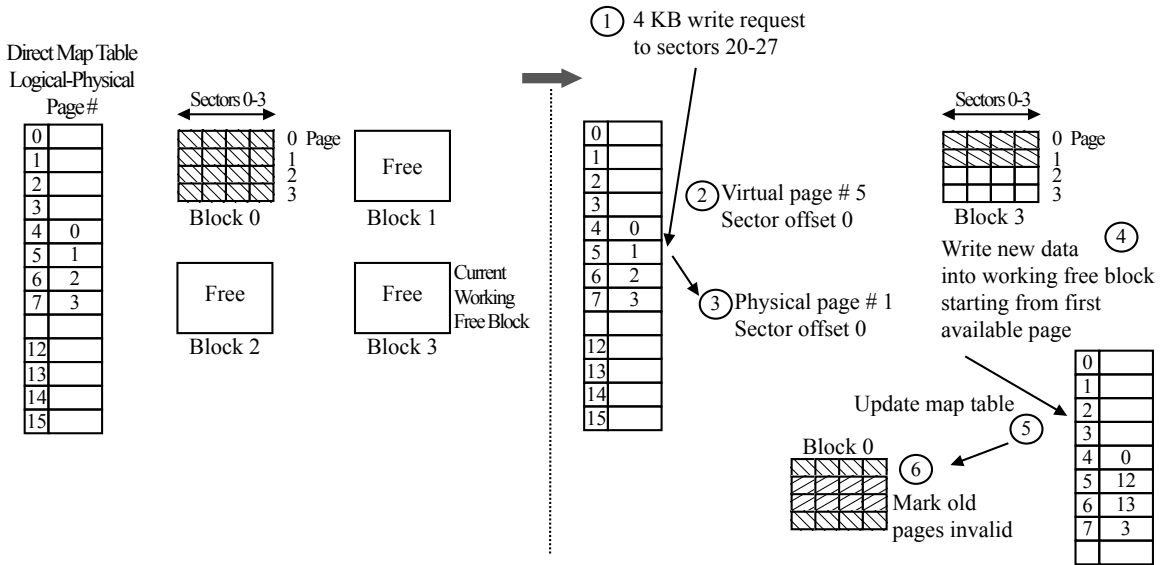 Direct Map Table
Logical-Physical
Page #
0
1
2
3
4 0
5 1
6 2
7 3
12
13
14
15
Sectors 0-3
0 Page
1
2
3
Block 0
Free
Block 1
Free
Block 2
Free
Block 3
Current
Working
Free Block
1 4 KB write request
to sectors 20-27
0
1
2
3
4 0
5 1
6 2
7 3
12
13
14
15
2 Virtual page # 5
Sector offset 0
3 Physical page # 1
Sector offset 0
Sectors 0-3
0 Page
1
2
3
Block 3
4
Write new data
into working free block
starting from first
available page
Update map table
5
Block 0
6
Mark old
pages invalid
0
1
2
3
4 0
5 12
6 13
7 3